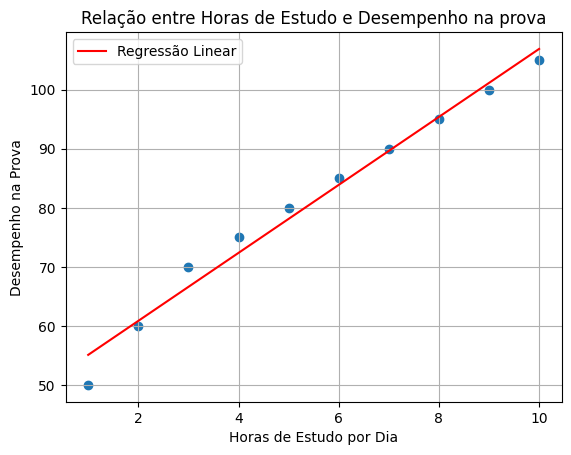 Relação entre Horas de Estudo e Desempenho na prova
Regressão Linear
Desempenho na Prova
100
90
80
70
60
50
2
4
6
8
10
Horas de Estudo por Dia